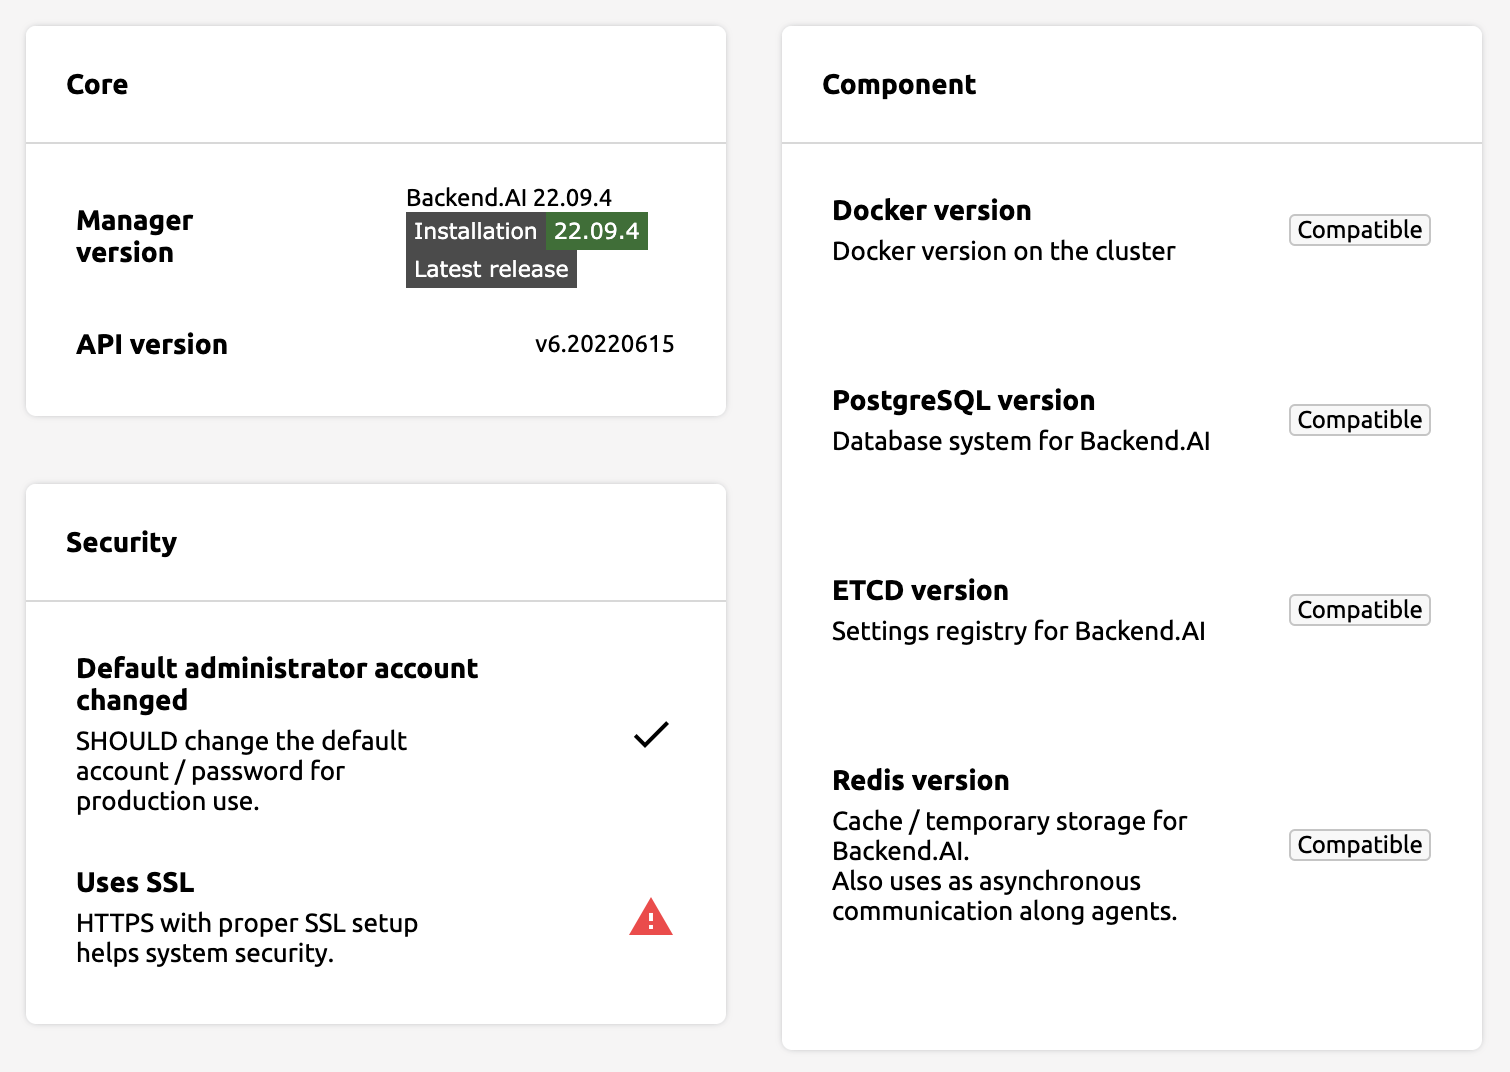 Core
Manager
version
Backend.AI 22.09.4
Installation 22.09.4
Latest release
API version
v6.20220615
Security
Default administrator account
changed
SHOULD change the default
account / password for
production use.
Uses SSL
HTTPS with proper SSL setup
helps system security.
Component
Docker version
Docker version on the cluster
Compatible
PostgreSQL version
Database system for Backend.AI
Compatible
ETCD version
Settings registry for Backend.AI
Compatible
Redis version
Cache / temporary storage for
Backend.AI.
Also uses as asynchronous
communication along agents.
Compatible